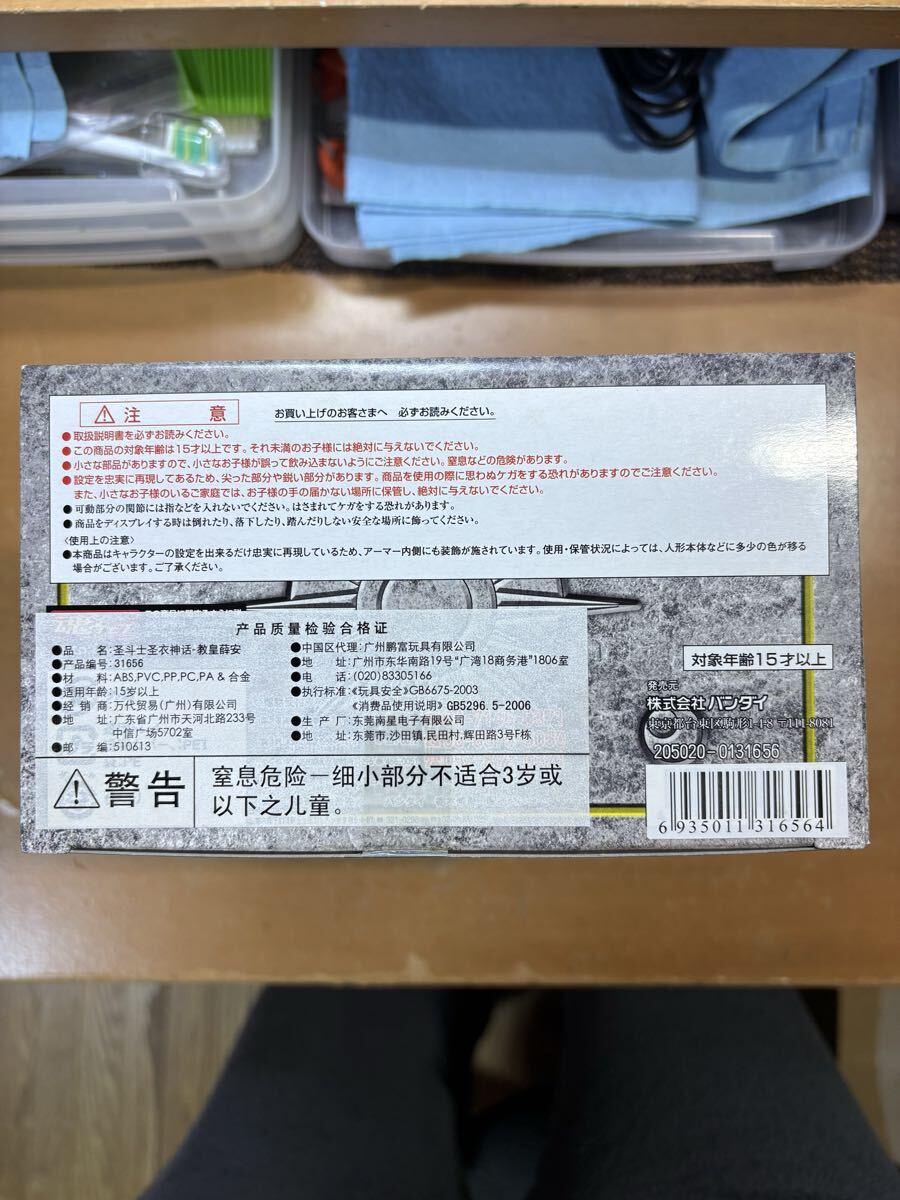 ⚠ 注 意
お買い上げのお客さまへ 必ずお読みください。
●取扱説明書を必ずお読みください。
●この商品の対象年齢は15才以上です。それ未満のお子様には絶対に与えないでください。
●小さな部品がありますので、小さなお子様が誤って飲み込まないようにご注意ください。窒息などの危険があります。
●設定を忠実に再現してあるため、尖った部分や鋭い部分があります。商品を使用の際に思わぬケガをする恐れがありますのでご注意ください。
また、小さなお子様のいるご家庭では、お子様の手の届かない場所に保管し、絶対に与えないでください。
●可動部分の関節には指などを入れないでください。はさまれてケガをする恐れがあります。
●商品をディスプレイする時は倒れたり、落下したり、踏んだりしない安全な場所に飾ってください。
〈使用上の注意〉
●本商品はキャラクターの設定を出来るだけ忠実に再現しているため、アーマー内側にも装飾が施されています。使用・保管状況によっては、人形本体などに多少の色が移る
場合がございます。ご了承ください。
产品质量检验合格证
●品 名:圣斗士圣衣神话-教皇薛安
●产品编号:31656
●材 料:ABS,PVC,PP,PC,PA & 合金
●适用年龄:15岁以上
●经 销 商:万代贸易(广州)有限公司
●地 址:广东省广州市天河北路233号
中信广场5702室
●邮 编:510613
●中国区代理:广州鹏富玩具有限公司
●地 址:广州市东华南路19号“广湾18商务港”1806室
●电 话:(020)83305166
●执行标准:《玩具安全》GB6675-2003
《消费品使用说明》GB5296.5-2006
●生 产 厂:东莞南星电子有限公司
●地 址:东莞市,沙田镇,民田村,辉田路3号F栋
⚠ 警告
窒息危险－细小部分不适合3岁或
以下之儿童。
対象年齢15才以上
発売元
株式会社バンダイ
東京都台東区駒形1-4-8 〒111-8081
205020-0131656
6 935011 316564